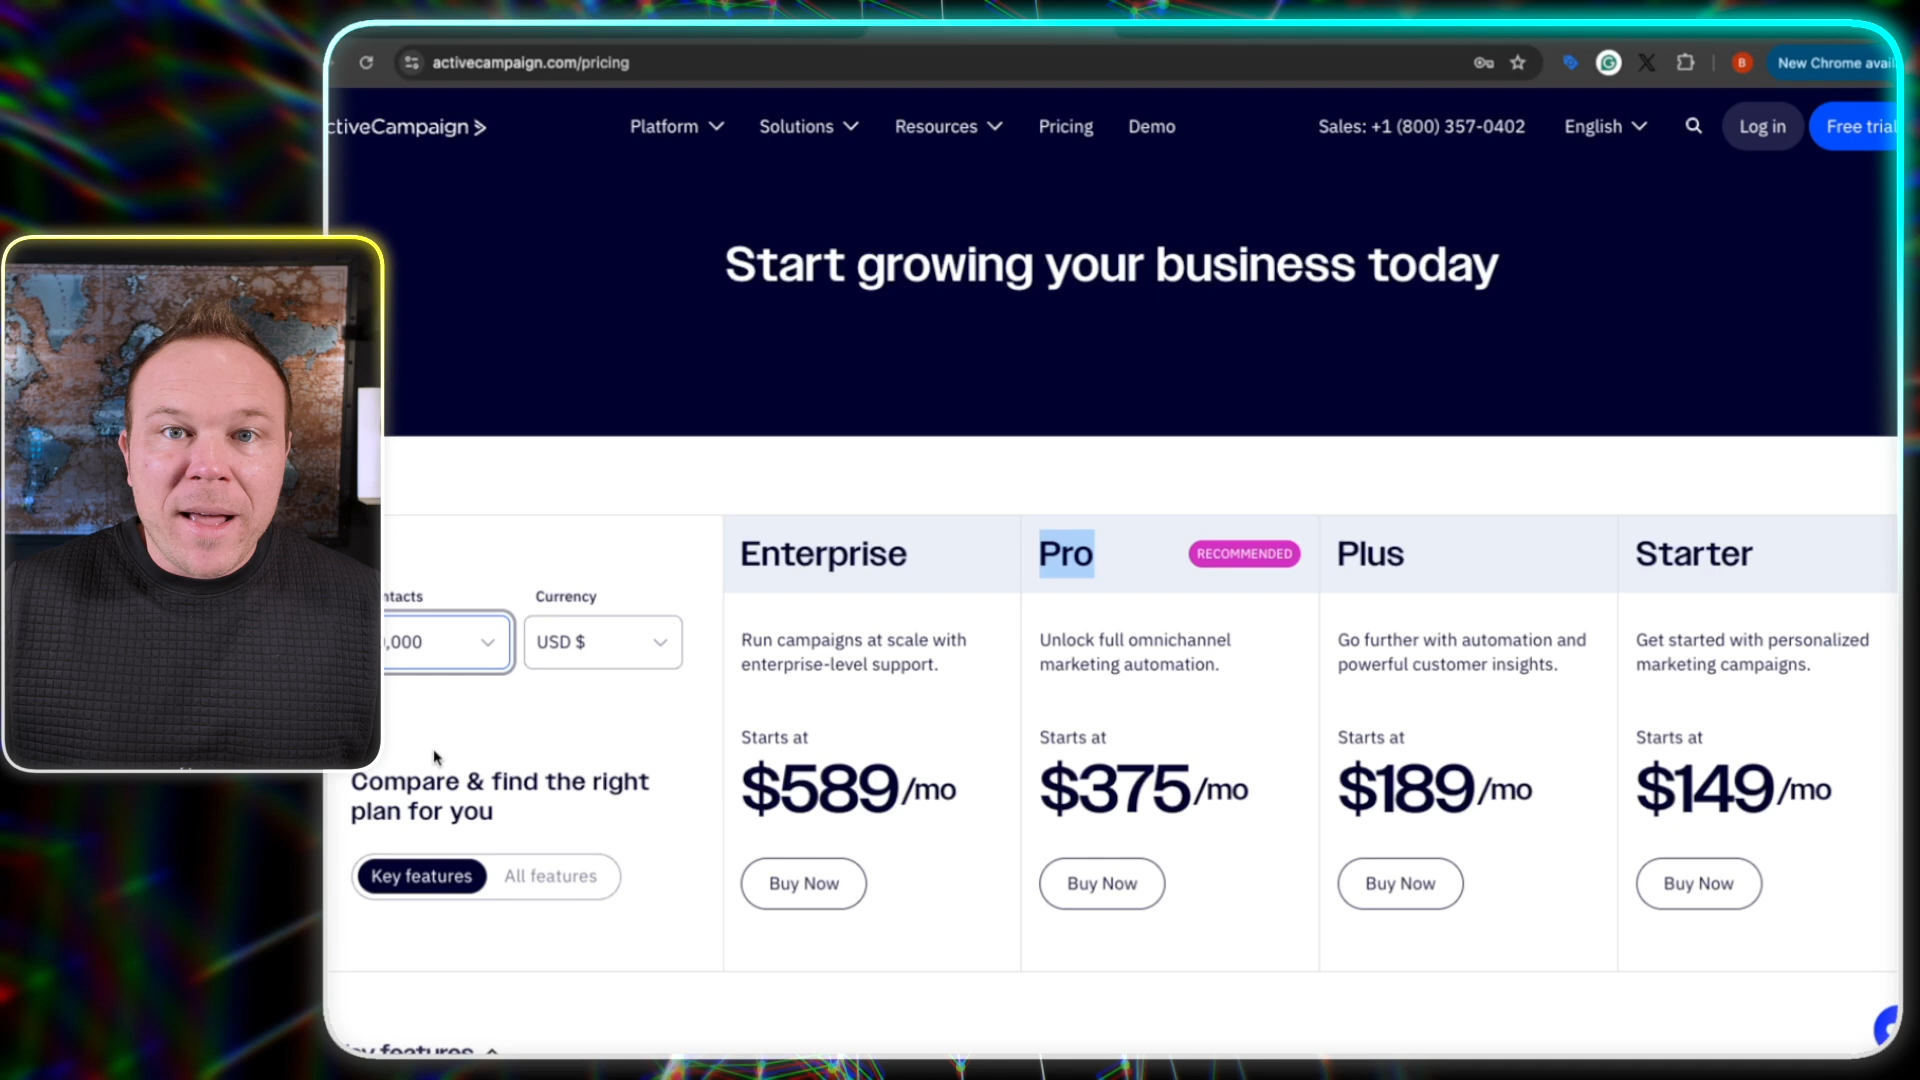 activecampaign.com/pricing
B
New Chrome avai
ctiveCampaign >
Platform
Solutions
Resources
Pricing
Demo
Sales: +1 (800) 357-0402
English
Log in
Free trial
Start growing your business today
ntacts
,000
Currency
USD $
Compare & find the right
plan for you
Key features
All features
Enterprise
Run campaigns at scale with
enterprise-level support.
Starts at
$589/mo
Buy Now
Pro
RECOMMENDED
Unlock full omnichannel
marketing automation.
Starts at
$375/mo
Buy Now
Plus
Go further with automation and
powerful customer insights.
Starts at
$189/mo
Buy Now
Starter
Get started with personalized
marketing campaigns.
Starts at
$149/mo
Buy Now
ey features